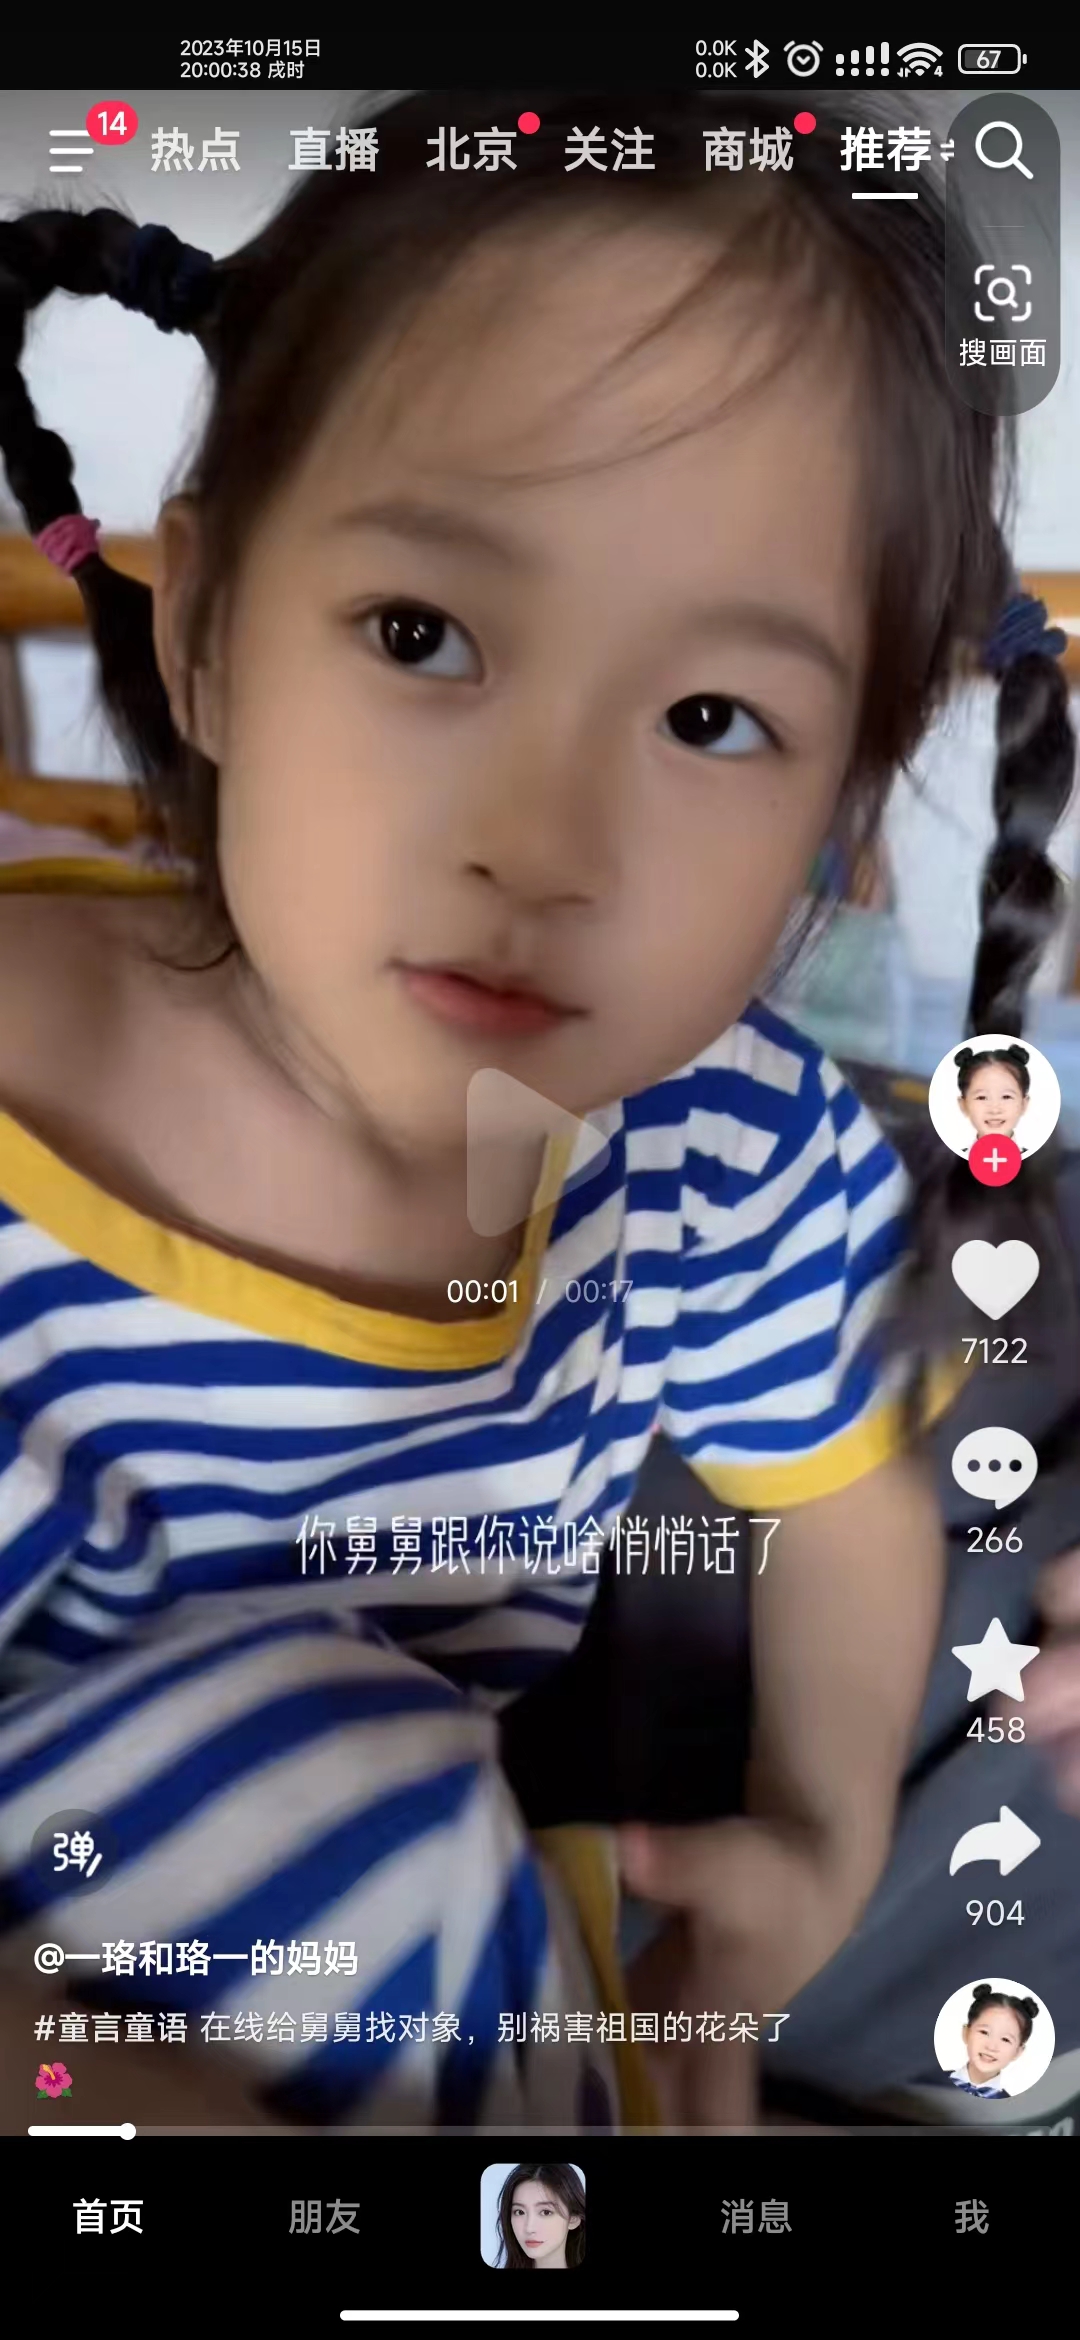 2023年10月15日
20:00:38 戌时
0.0K
0.0K
4
67
14
热点 直播 北京 关注 商城 推荐
搜画面
00:01 / 00:17
7122
266
你舅舅跟你说啥悄悄话了
458
904
弹
@一珞和珞一的妈妈
#童言童语 在线给舅舅找对象，别祸害祖国的花朵了
🌺
首页 朋友 消息 我